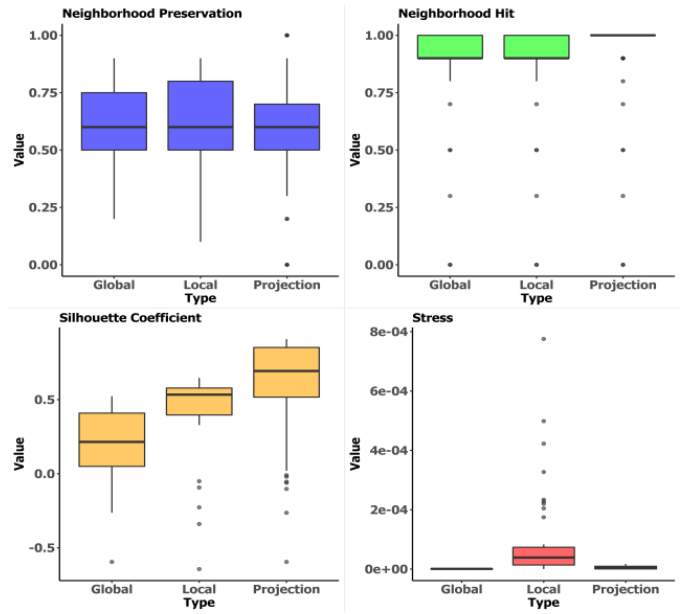 Neighborhood Preservation
1.00
0.75
0.50
0.25
0.00
Value
Global Local Projection
Type
Neighborhood Hit
1.00
0.75
0.50
0.25
0.00
Value
Global Local Projection
Type
Silhouette Coefficient
0.5
0.0
-0.5
Value
Global Local Projection
Type
Stress
8e-04
6e-04
4e-04
2e-04
0e+00
Value
Global Local Projection
Type